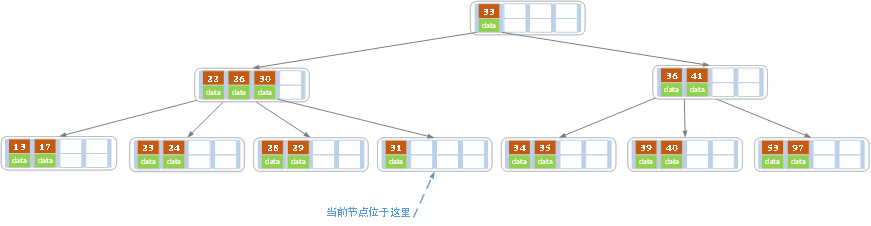 33
data
22 26 30
data data data
36 41
data data
13 17
data data
23 24
data data
28 29
data data
31
data
34 35
data data
39 40
data data
53 97
data data
当前节点位于这里